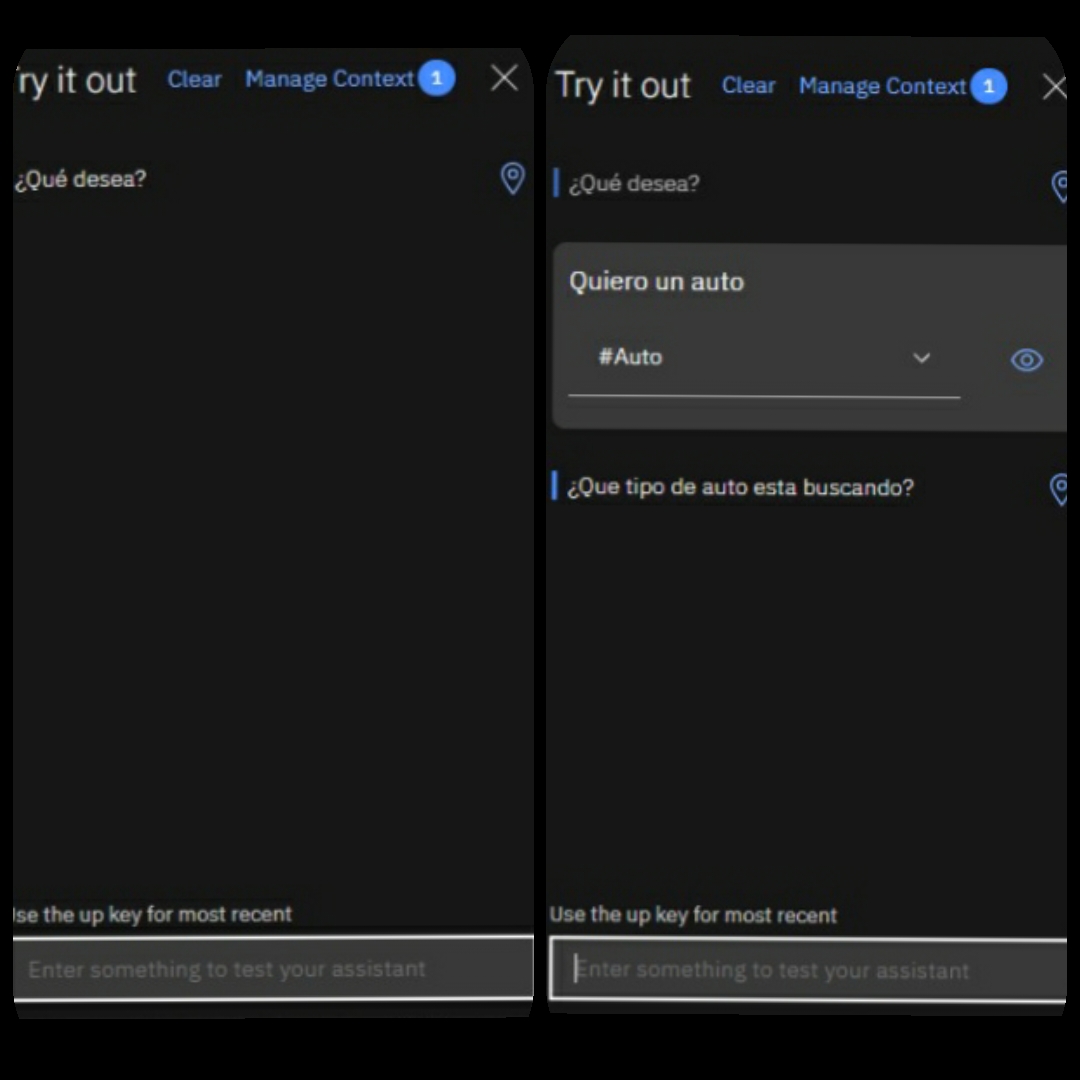 ry it out Clear Manage Context 1
¿Qué desea?
Use the up key for most recent
Enter something to test your assistant
Try it out Clear Manage Context 1
¿Qué desea?
Quiero un auto
#Auto
¿Que tipo de auto esta buscando?
Use the up key for most recent
Enter something to test your assistant